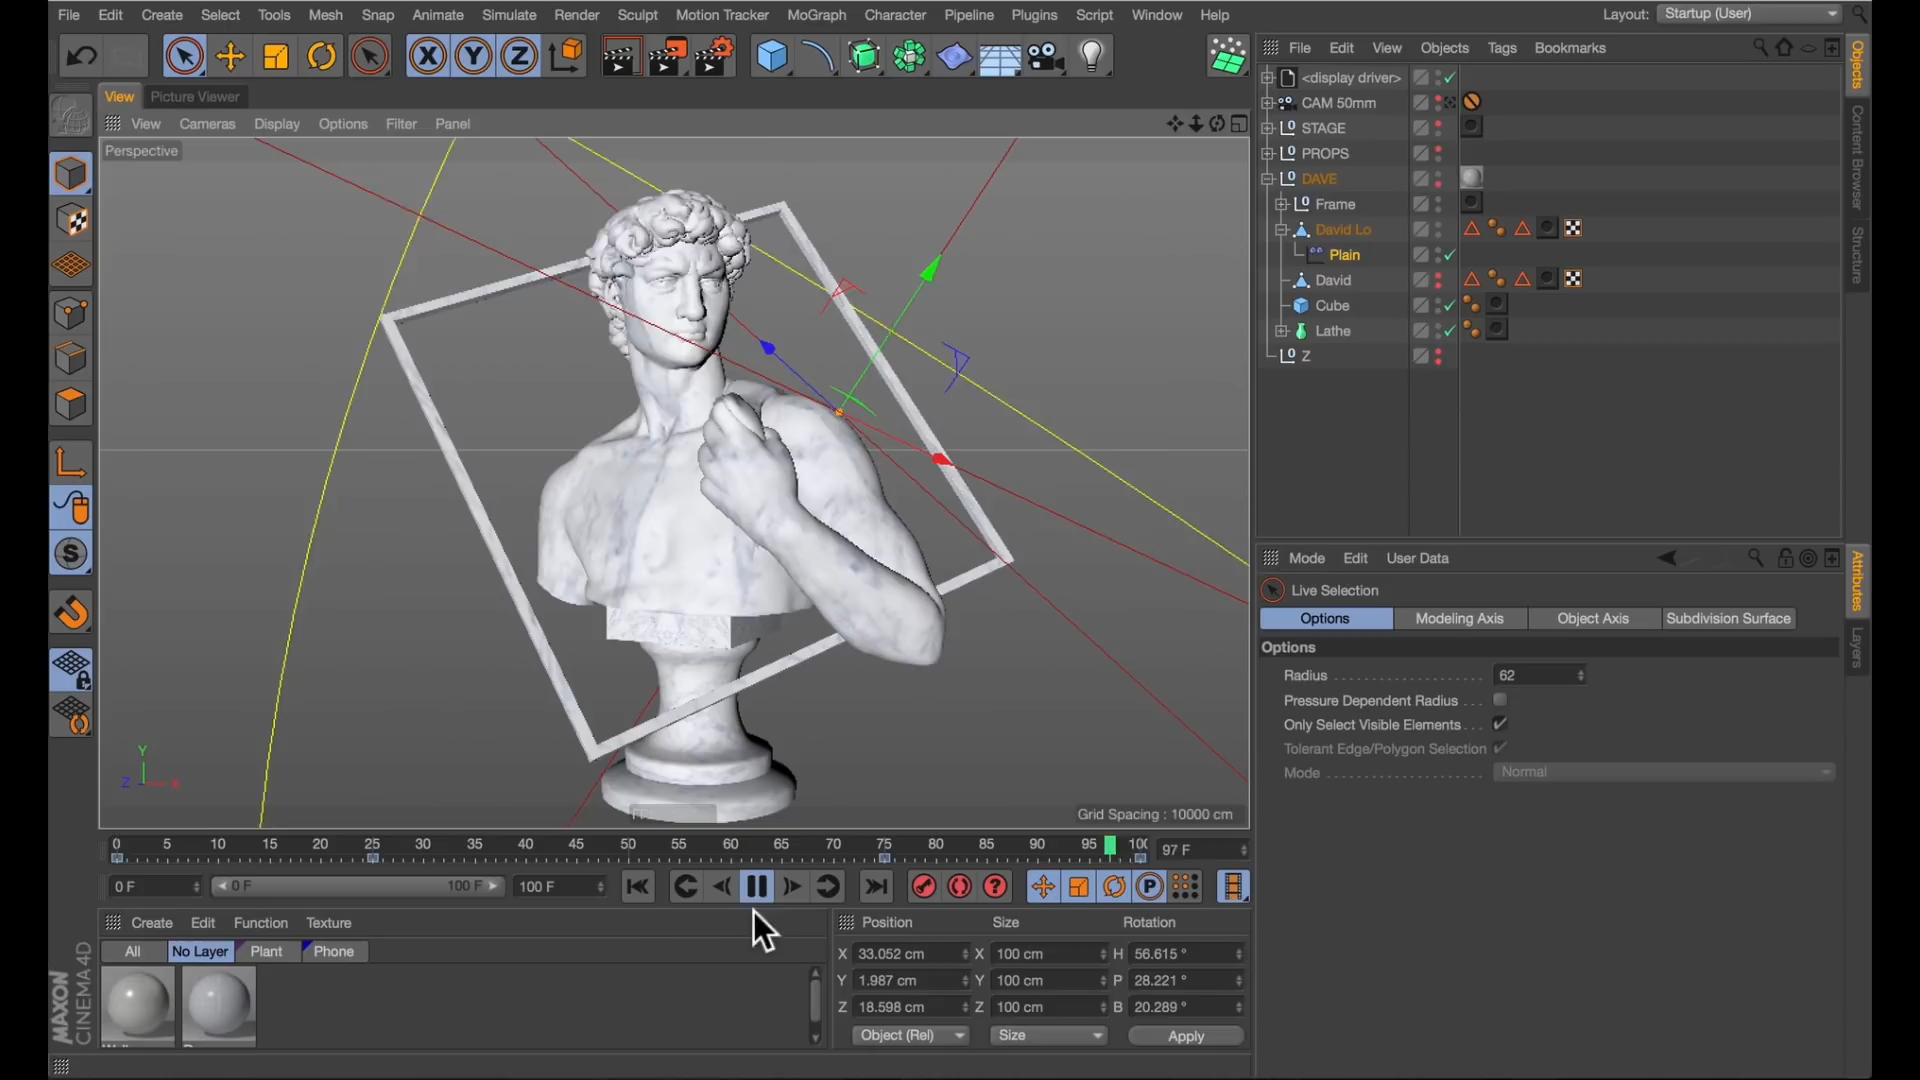 File Edit Create Select Tools Mesh Snap Animate Simulate Render Sculpt Motion Tracker MoGraph Character Pipeline Plugins Script Window Help Layout: Startup (User)
View Picture Viewer
View Cameras Display Options Filter Panel
Perspective
Y
Z X
Grid Spacing : 10000 cm
0 5 10 15 20 25 30 35 40 45 50 55 60 65 70 75 80 85 90 95 100 97 F
0 F 0 F 100 F 100 F
Create Edit Function Texture
All No Layer Plant Phone
MAXON
CINEMA 4D
Position Size Rotation
X 33.052 cm X 100 cm H 56.615 °
Y 1.987 cm Y 100 cm P 28.221 °
Z 18.598 cm Z 100 cm B 20.289 °
Object (Rel) Size Apply
File Edit View Objects Tags Bookmarks
<display driver>
CAM 50mm
STAGE
PROPS
DAVE
Frame
David Lo
Plain
David
Cube
Lathe
Z
Objects
Content Browser
Structure
Mode Edit User Data
Live Selection
Options Modeling Axis Object Axis Subdivision Surface
Options
Radius 62
Pressure Dependent Radius
Only Select Visible Elements
Tolerant Edge/Polygon Selection
Mode Normal
Attributes
Layers